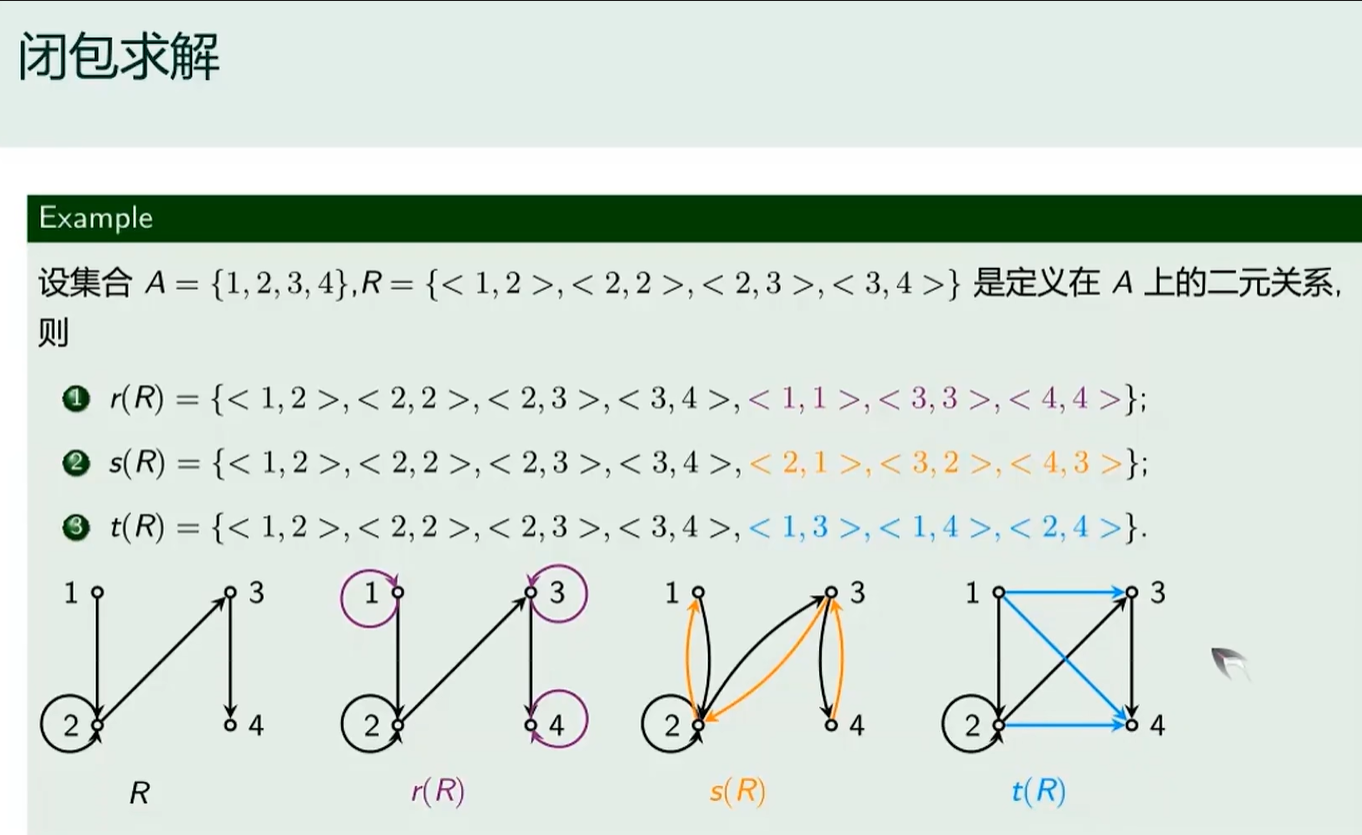 闭包求解
Example
设集合 A = {1, 2, 3, 4},R = {< 1, 2 >, < 2, 2 >, < 2, 3 >, < 3, 4 >} 是定义在 A 上的二元关系,
则
1 r(R) = {< 1, 2 >, < 2, 2 >, < 2, 3 >, < 3, 4 >, < 1, 1 >, < 3, 3 >, < 4, 4 >};
2 s(R) = {< 1, 2 >, < 2, 2 >, < 2, 3 >, < 3, 4 >, < 2, 1 >, < 3, 2 >, < 4, 3 >};
3 t(R) = {< 1, 2 >, < 2, 2 >, < 2, 3 >, < 3, 4 >, < 1, 3 >, < 1, 4 >, < 2, 4 >}.
1 3 1 3 1 3 1 3
2 4 2 4 2 4 2 4
R r(R) s(R) t(R)